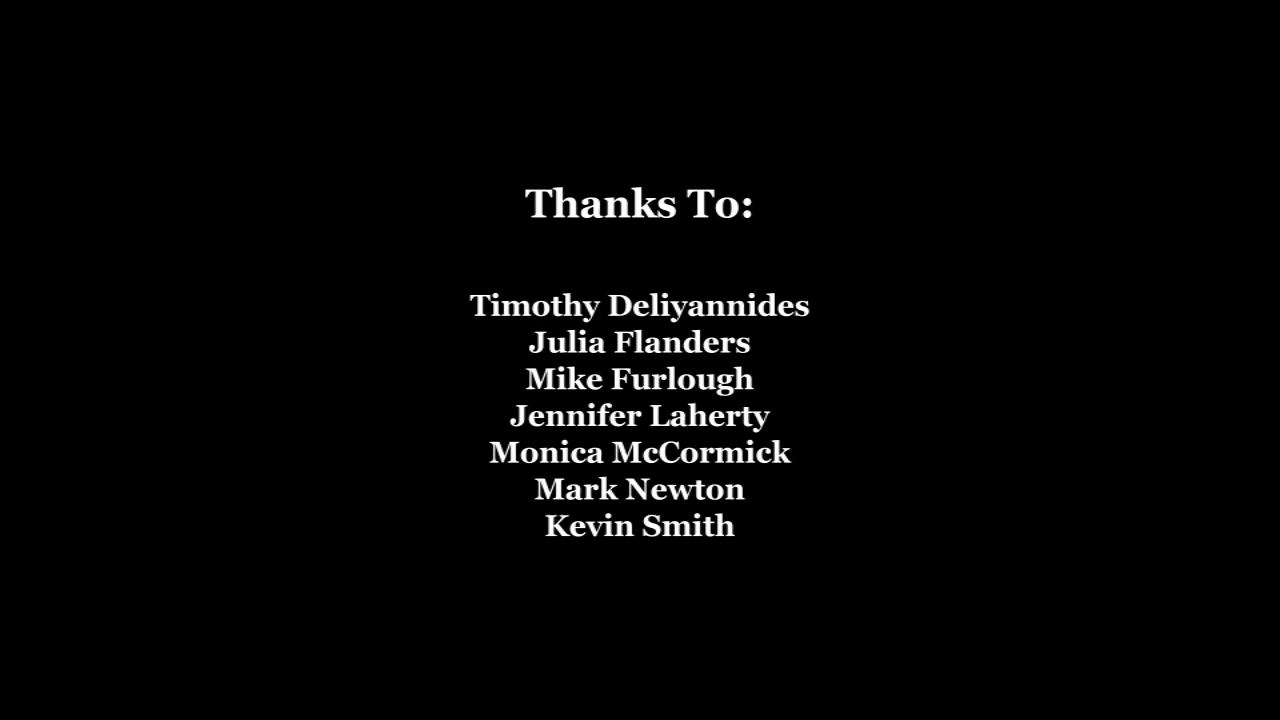 Thanks To:
Timothy Deliyannides
Julia Flanders
Mike Furlough
Jennifer Laherty
Monica McCormick
Mark Newton
Kevin Smith